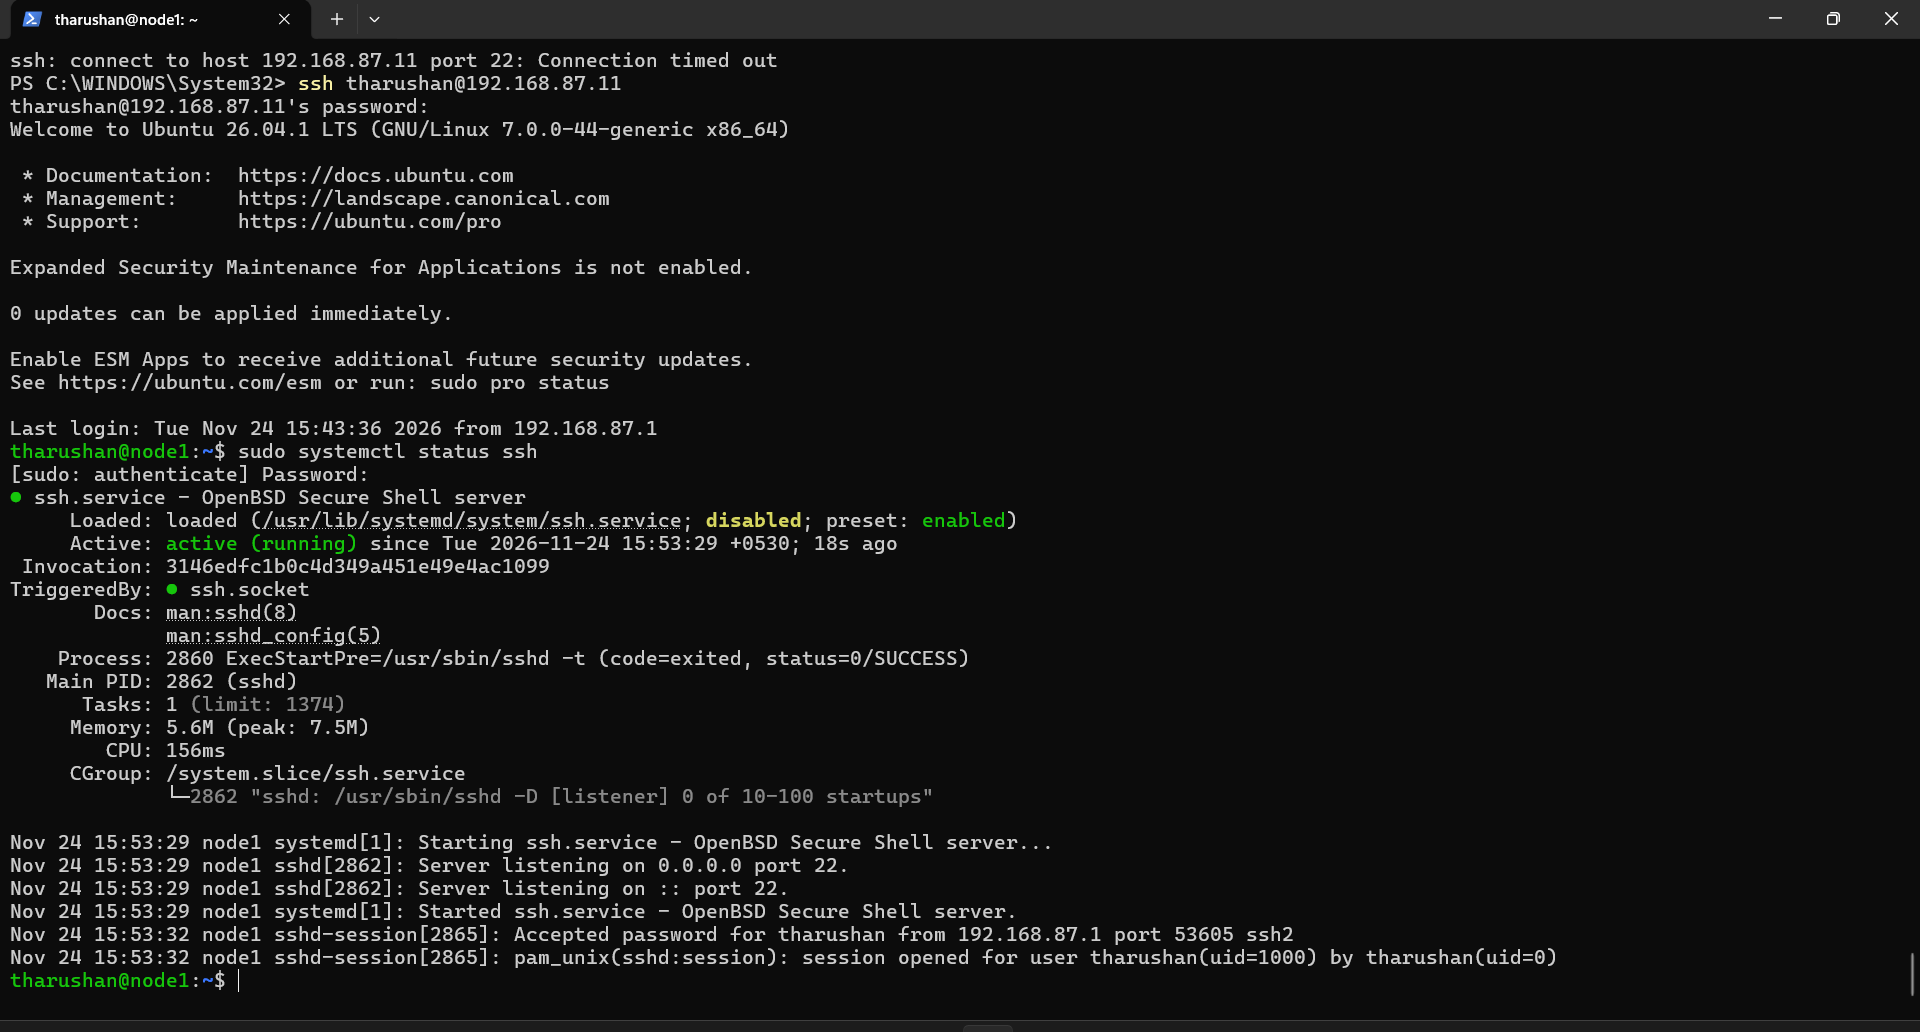 tharushan@node1: ~
ssh: connect to host 192.168.87.11 port 22: Connection timed out
PS C:\WINDOWS\System32> ssh tharushan@192.168.87.11
tharushan@192.168.87.11's password:
Welcome to Ubuntu 26.04.1 LTS (GNU/Linux 7.0.0-44-generic x86_64)

 * Documentation:  https://docs.ubuntu.com
 * Management:     https://landscape.canonical.com
 * Support:        https://ubuntu.com/pro

Expanded Security Maintenance for Applications is not enabled.

0 updates can be applied immediately.

Enable ESM Apps to receive additional future security updates.
See https://ubuntu.com/esm or run: sudo pro status

Last login: Tue Nov 24 15:43:36 2026 from 192.168.87.1
tharushan@node1:~$ sudo systemctl status ssh
[sudo: authenticate] Password:
● ssh.service - OpenBSD Secure Shell server
     Loaded: loaded (/usr/lib/systemd/system/ssh.service; disabled; preset: enabled)
     Active: active (running) since Tue 2026-11-24 15:53:29 +0530; 18s ago
 Invocation: 3146edfc1b0c4d349a451e49e4ac1099
TriggeredBy: ● ssh.socket
       Docs: man:sshd(8)
             man:sshd_config(5)
    Process: 2860 ExecStartPre=/usr/sbin/sshd -t (code=exited, status=0/SUCCESS)
   Main PID: 2862 (sshd)
      Tasks: 1 (limit: 1374)
     Memory: 5.6M (peak: 7.5M)
        CPU: 156ms
     CGroup: /system.slice/ssh.service
             └─2862 "sshd: /usr/sbin/sshd -D [listener] 0 of 10-100 startups"

Nov 24 15:53:29 node1 systemd[1]: Starting ssh.service - OpenBSD Secure Shell server...
Nov 24 15:53:29 node1 sshd[2862]: Server listening on 0.0.0.0 port 22.
Nov 24 15:53:29 node1 sshd[2862]: Server listening on :: port 22.
Nov 24 15:53:29 node1 systemd[1]: Started ssh.service - OpenBSD Secure Shell server.
Nov 24 15:53:32 node1 sshd-session[2865]: Accepted password for tharushan from 192.168.87.1 port 53605 ssh2
Nov 24 15:53:32 node1 sshd-session[2865]: pam_unix(sshd:session): session opened for user tharushan(uid=1000) by tharushan(uid=0)
tharushan@node1:~$